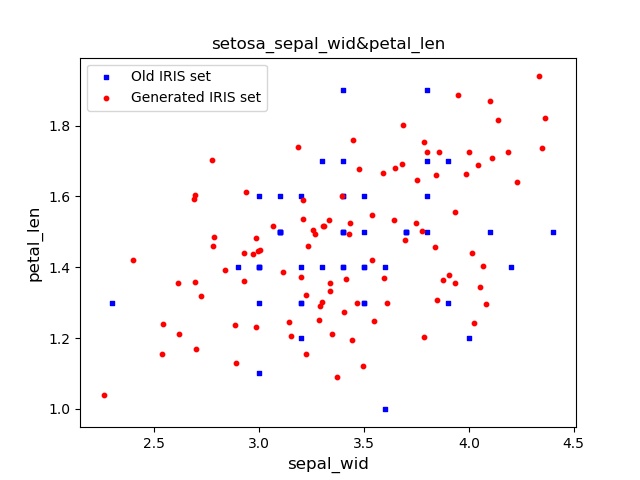 setosa_sepal_wid&petal_len
Old IRIS set
Generated IRIS set
petal_len
1.8
1.6
1.4
1.2
1.0
2.5 3.0 3.5 4.0 4.5
sepal_wid